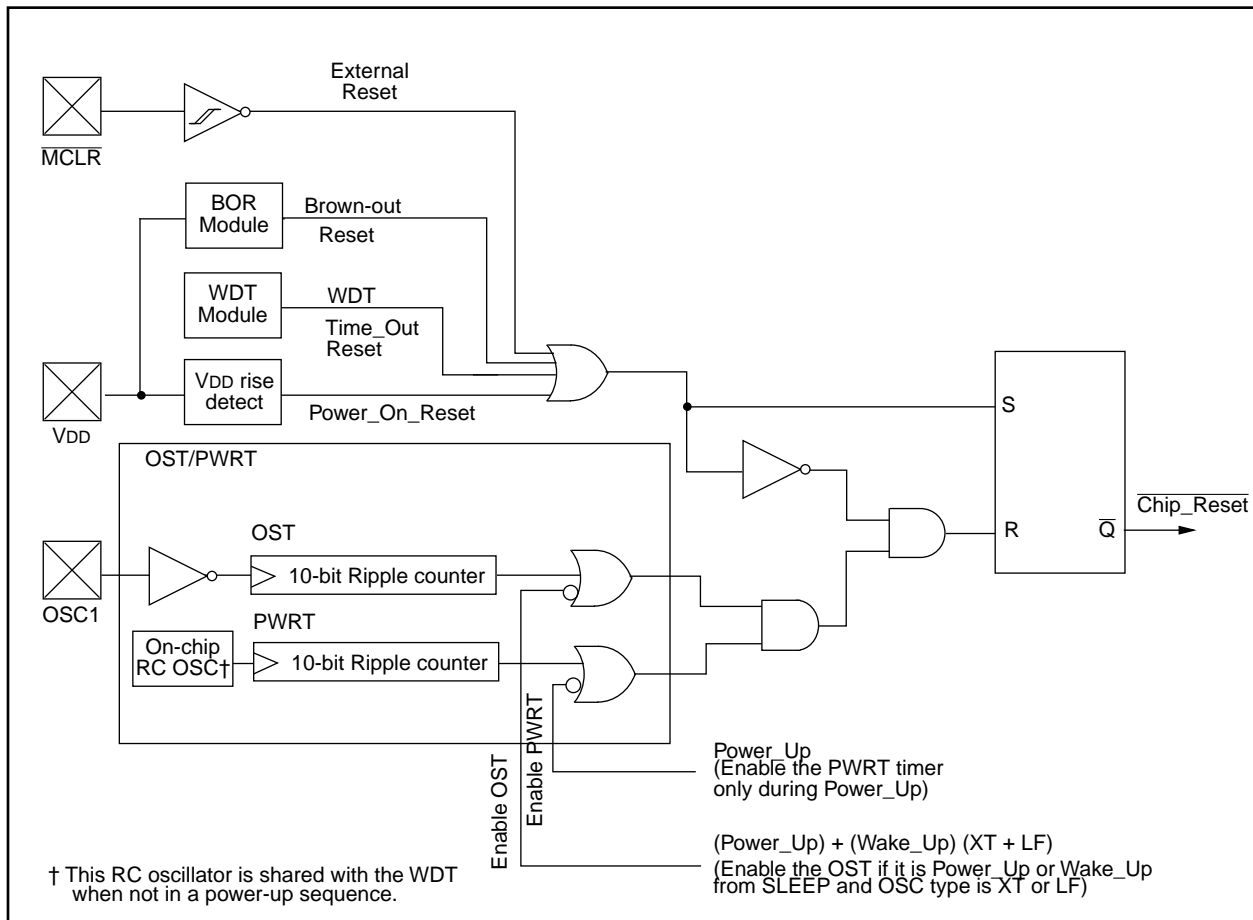 External
Reset
MCLR
BOR
Module
Brown-out
Reset
WDT
Module
WDT
Time_Out
Reset
VDD rise
detect
Power_On_Reset
VDD
OST/PWRT
S
R
Q
Chip_Reset
OST
10-bit Ripple counter
OSC1
PWRT
On-chip
RC OSC†
10-bit Ripple counter
Enable OST
Enable PWRT
Power_Up
(Enable the PWRT timer
only during Power_Up)
(Power_Up) + (Wake_Up) (XT + LF)
(Enable the OST if it is Power_Up or Wake_Up
from SLEEP and OSC type is XT or LF)
† This RC oscillator is shared with the WDT
when not in a power-up sequence.